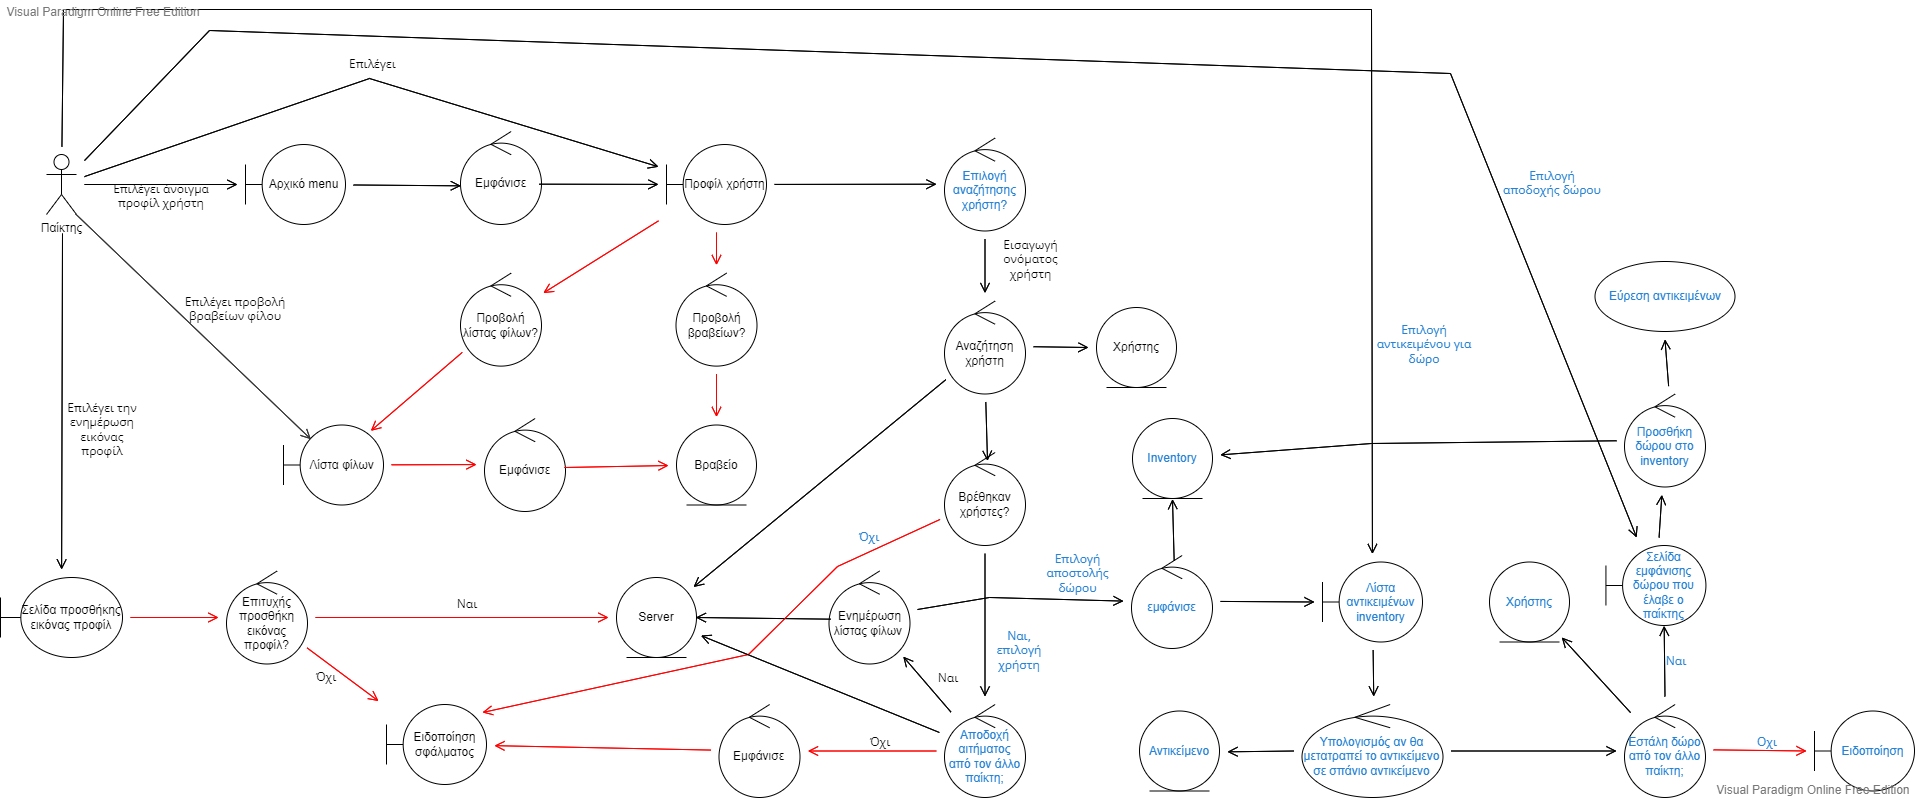 Visual Paradigm Online Free Edition
Επιλέγει
Αρχικό menu
Εμφάνισε
Προφίλ χρήστη
Επιλογή
αναζήτησης
χρήστη?
Επιλογή
αποδοχής δώρου
Επιλέγει άνοιγμα
προφίλ χρήστη
Παίκτης
Εισαγωγή
ονόματος
χρήστη
Επιλέγει προβολή
βραβείων φίλου
Προβολή
λίστας φίλων?
Προβολή
βραβείων?
Αναζήτηση
χρήστη
Χρήστης
Επιλογή
αντικειμένου για
δώρο
Εύρεση αντικειμένων
Επιλέγει την
ενημέρωση
εικόνας
προφίλ
Λίστα φίλων
Εμφάνισε
Βραβείο
Βρέθηκαν
χρήστες?
Inventory
Προσθήκη
δώρου στο
inventory
Όχι
Επιλογή
αποστολής
δώρου
Σελίδα προσθήκης
εικόνας προφίλ
Επιτυχής
προσθήκη
εικόνας
προφίλ?
Ναι
Server
Ενημέρωση
λίστας φίλων
εμφάνισε
Λίστα
αντικειμένων
inventory
Χρήστης
Σελίδα
εμφάνισης
δώρου που
έλαβε ο
παίκτης
Όχι
Ναι,
επιλογή
χρήστη
Ναι
Ναι
Ειδοποίηση
σφάλματος
Εμφάνισε
Όχι
Αποδοχή
αιτήματος
από τον άλλο
παίκτη;
Αντικείμενο
Υπολογισμός αν θα
μετατραπεί το αντικείμενο
σε σπάνιο αντικείμενο
Εστάλη δώρο
από τον άλλο
παίκτη;
Οχι
Ειδοποίηση
Visual Paradigm Online Free Edition